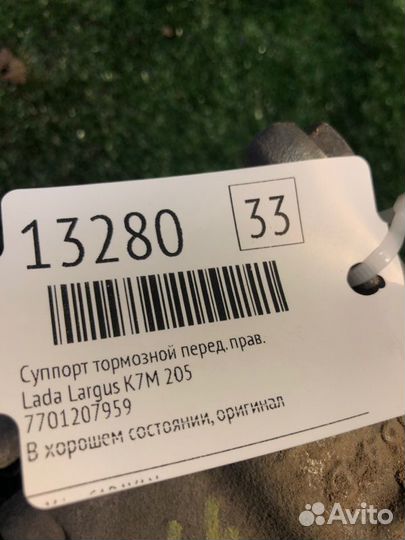 13280
33
Суппорт тормозной перед. прав.
Lada Largus K7M 205
7701207959
В хорошем состоянии, оригинал
Avito